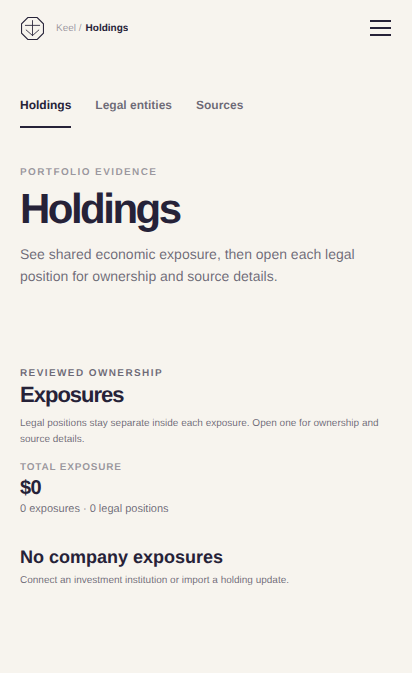 Keel / Holdings
Holdings Legal entities Sources
PORTFOLIO EVIDENCE
Holdings
See shared economic exposure, then open each legal
position for ownership and source details.
REVIEWED OWNERSHIP
Exposures
Legal positions stay separate inside each exposure. Open one for ownership and
source details.
TOTAL EXPOSURE
$0
0 exposures · 0 legal positions
No company exposures
Connect an investment institution or import a holding update.